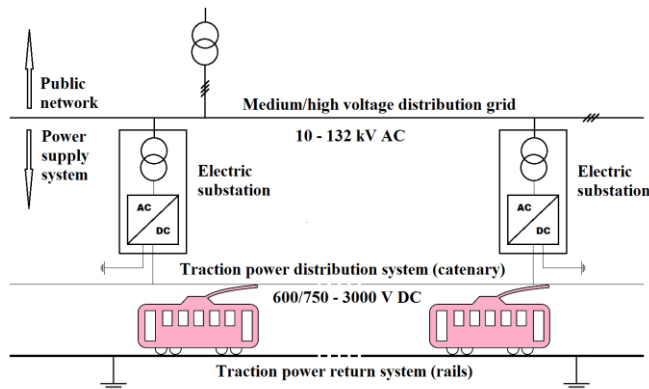 Public
network
Medium/high voltage distribution grid
Power
supply
system
10 - 132 kV AC
Electric
substation
Electric
substation
AC
DC
AC
DC
Traction power distribution system (catenary)
600/750 - 3000 V DC
Traction power return system (rails)